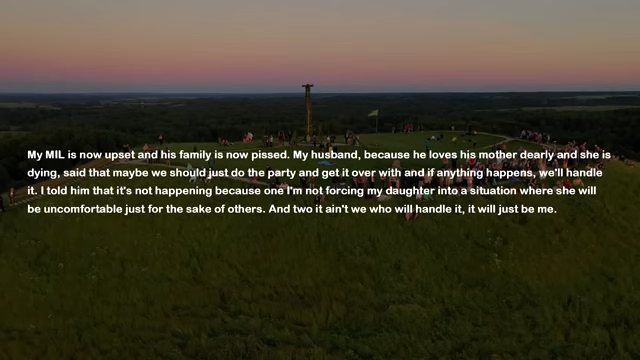 My MIL is now upset and his family is now pissed. My husband, because he loves his mother dearly and she is
dying, said that maybe we should just do the party and get it over with and if anything happens, we'll handle
it. I told him that it's not happening because one I'm not forcing my daughter into a situation where she will
be uncomfortable just for the sake of others. And two it ain't we who will handle it, it will just be me.